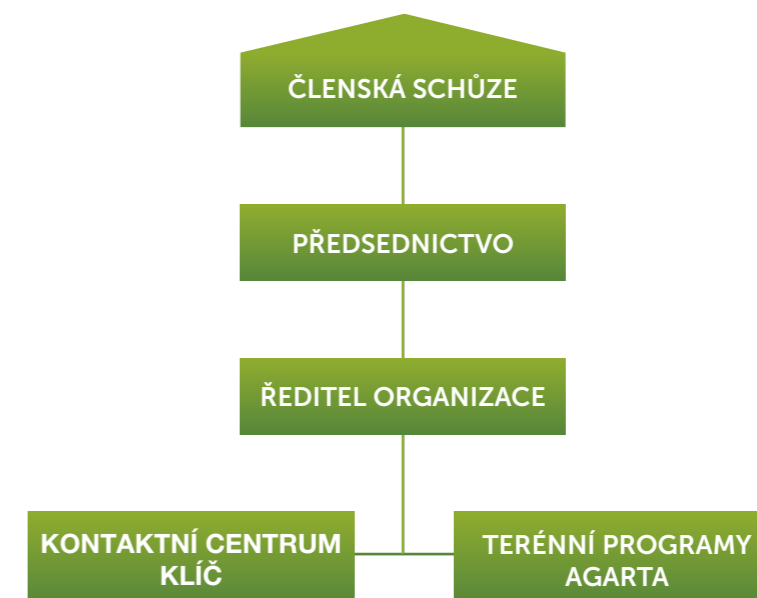 ČLENSKÁ SCHŮZE
PŘEDSEDNICTVO
ŘEDITEL ORGANIZACE
KONTAKTNÍ CENTRUM
KLÍČ
TERÉNNÍ PROGRAMY
AGARTA